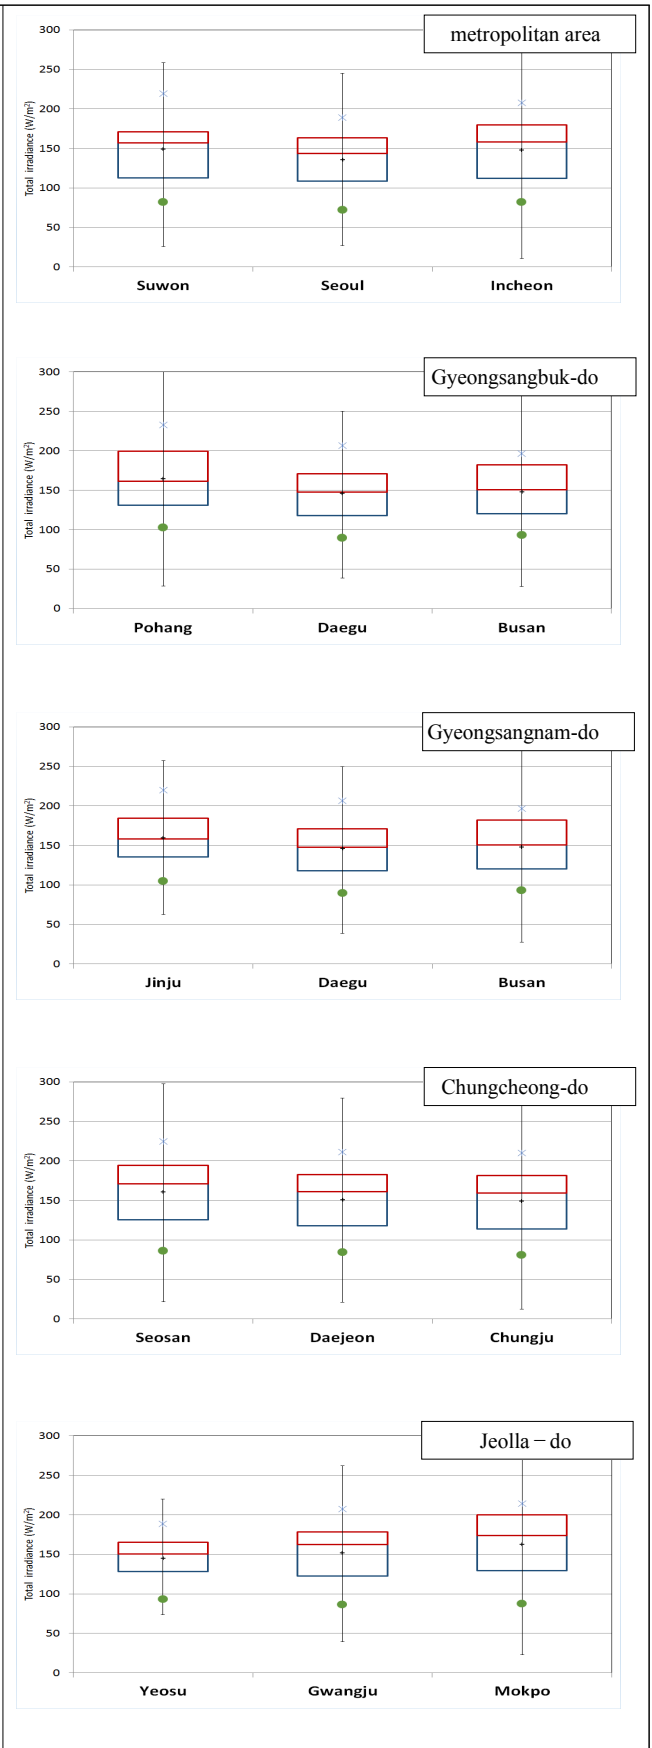 metropolitan area
Total irradiance (W/m²)
300
250
200
150
100
50
0
Suwon Seoul Incheon
Gyeongsangbuk-do
Total irradiance (W/m²)
300
250
200
150
100
50
0
Pohang Daegu Busan
Gyeongsangnam-do
Total irradiance (W/m²)
300
250
200
150
100
50
0
Jinju Daegu Busan
Chungcheong-do
Total irradiance (W/m²)
300
250
200
150
100
50
0
Seosan Daejeon Chungju
Jeolla – do
Total irradiance (W/m²)
300
250
200
150
100
50
0
Yeosu Gwangju Mokpo